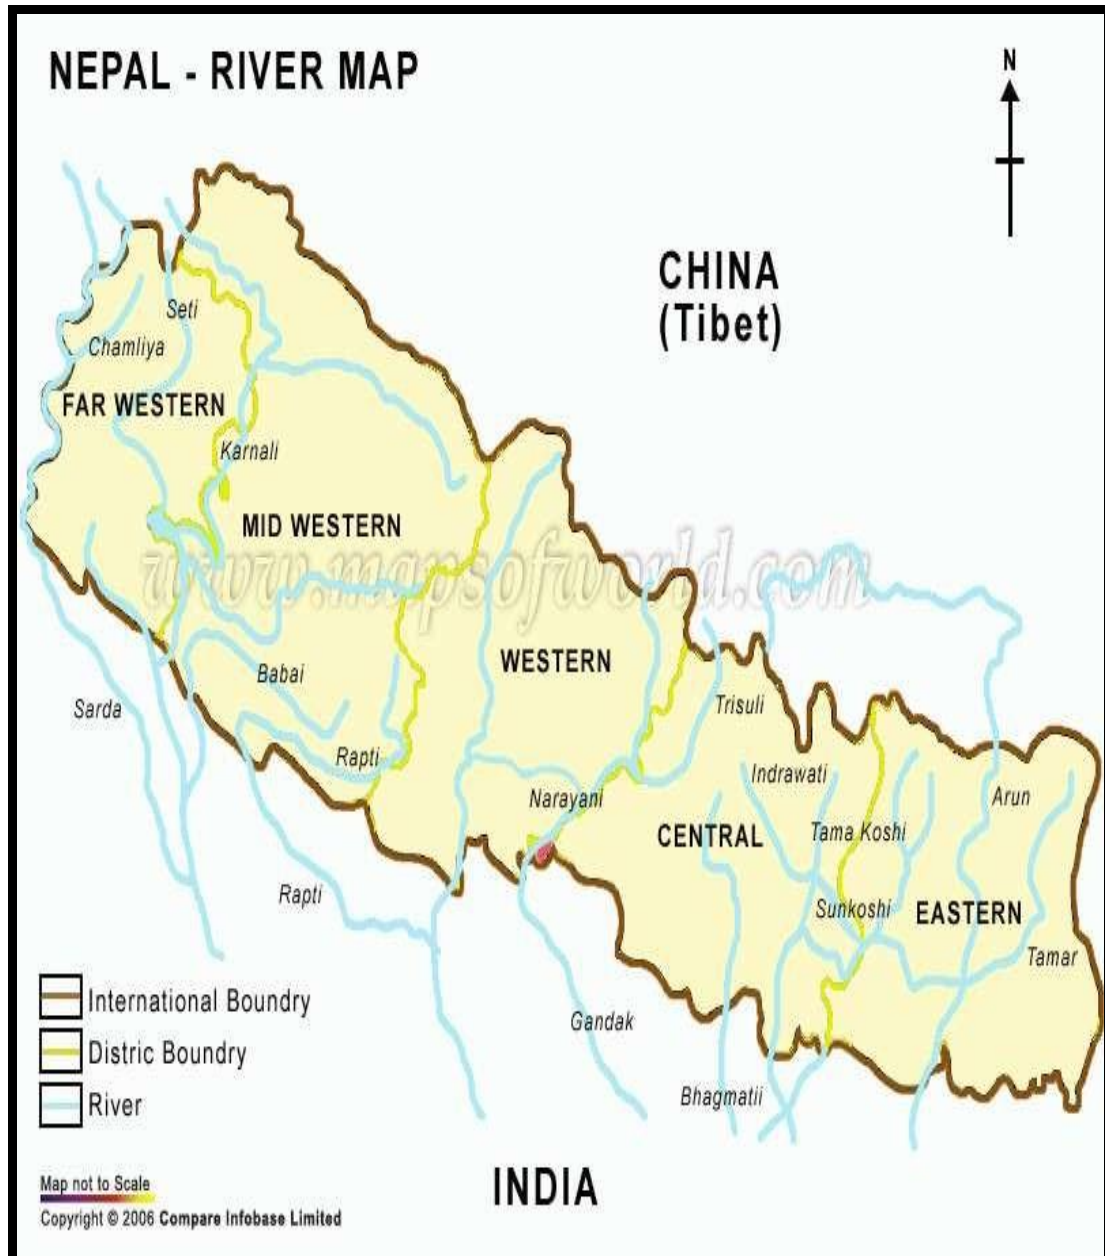 NEPAL - RIVER MAP
N
CHINA
(Tibet)
Seti
Chamliya
FAR WESTERN
Karnali
MID WESTERN
www.mapsofworld.com
WESTERN
Babai
Sarda
Trisuli
Rapti
Indrawati
Narayani
Arun
CENTRAL
Tama Koshi
Rapti
Sunkoshi
EASTERN
Tamar
International Boundry
Gandak
Distric Boundry
Bhagmatii
River
INDIA
Map not to Scale
Copyright © 2006 Compare Infobase Limited